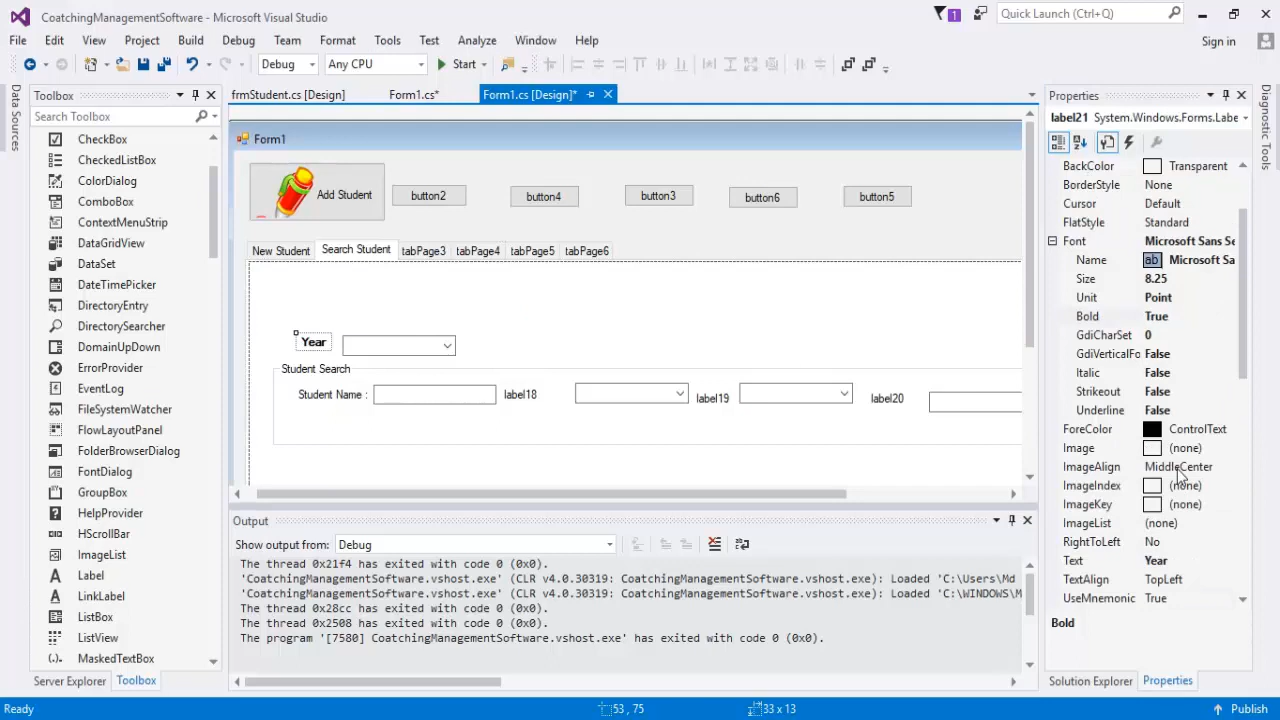 CoatchingManagementSoftware - Microsoft Visual Studio
1
Quick Launch (Ctrl+Q)
File Edit View Project Build Debug Team Format Tools Test Analyze Window Help
Sign in
Debug Any CPU Start
Data Sources
Toolbox
Search Toolbox
CheckBox
CheckedListBox
ColorDialog
ComboBox
ContextMenuStrip
DataGridView
DataSet
DateTimePicker
DirectoryEntry
DirectorySearcher
DomainUpDown
ErrorProvider
EventLog
FileSystemWatcher
FlowLayoutPanel
FolderBrowserDialog
FontDialog
GroupBox
HelpProvider
HScrollBar
ImageList
Label
LinkLabel
ListBox
ListView
MaskedTextBox
Server Explorer Toolbox
frmStudent.cs [Design] Form1.cs* Form1.cs [Design]*
Form1
Add Student button2 button4 button3 button6 button5
New Student Search Student tabPage3 tabPage4 tabPage5 tabPage6
Year
Student Search
Student Name : label18 label19 label20
Output
Show output from: Debug
The thread 0x21f4 has exited with code 0 (0x0).
'CoatchingManagementSoftware.vshost.exe' (CLR v4.0.30319: CoatchingManagementSoftware.vshost.exe): Loaded 'C:\Users\Md
'CoatchingManagementSoftware.vshost.exe' (CLR v4.0.30319: CoatchingManagementSoftware.vshost.exe): Loaded 'C:\WINDOWS\M
The thread 0x28cc has exited with code 0 (0x0).
The thread 0x2508 has exited with code 0 (0x0).
The program '[7580] CoatchingManagementSoftware.vshost.exe' has exited with code 0 (0x0).
Properties
label21 System.Windows.Forms.Labe
BackColor Transparent
BorderStyle None
Cursor Default
FlatStyle Standard
Font Microsoft Sans Se
Name ab Microsoft Sa
Size 8.25
Unit Point
Bold True
GdiCharSet 0
GdiVerticalFo False
Italic False
Strikeout False
Underline False
ForeColor ControlText
Image (none)
ImageAlign MiddleCenter
ImageIndex (none)
ImageKey (none)
ImageList (none)
RightToLeft No
Text Year
TextAlign TopLeft
UseMnemonic True
Bold
Solution Explorer Properties
Diagnostic Tools
Ready 53 , 75 33 x 13 Publish